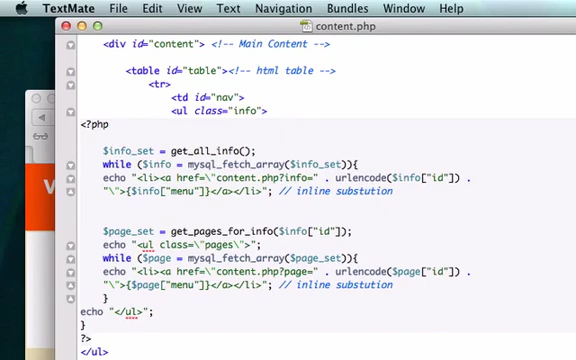 TextMate File Edit View Text Navigation Bundles Window Help
content.php
<div id="content"> <!-- Main Content -->
<table id="table"><!-- html table -->
<tr>
<td id="nav">
<ul class="info">
<?php
$info_set = get_all_info();
while ($info = mysql_fetch_array($info_set)){
echo "<li><a href=\"content.php?info=" . urlencode($info["id"]) .
"\">{$info["menu"]}</a></li>"; // inline substution
$page_set = get_pages_for_info($info["id"]);
echo "<ul class=\"pages\">";
while ($page = mysql_fetch_array($page_set)){
echo "<li><a href=\"content.php?page=" . urlencode($page["id"]) .
"\">{$page["menu"]}</a></li>"; // inline substution
}
echo "</ul>";
}
?>
</ul>